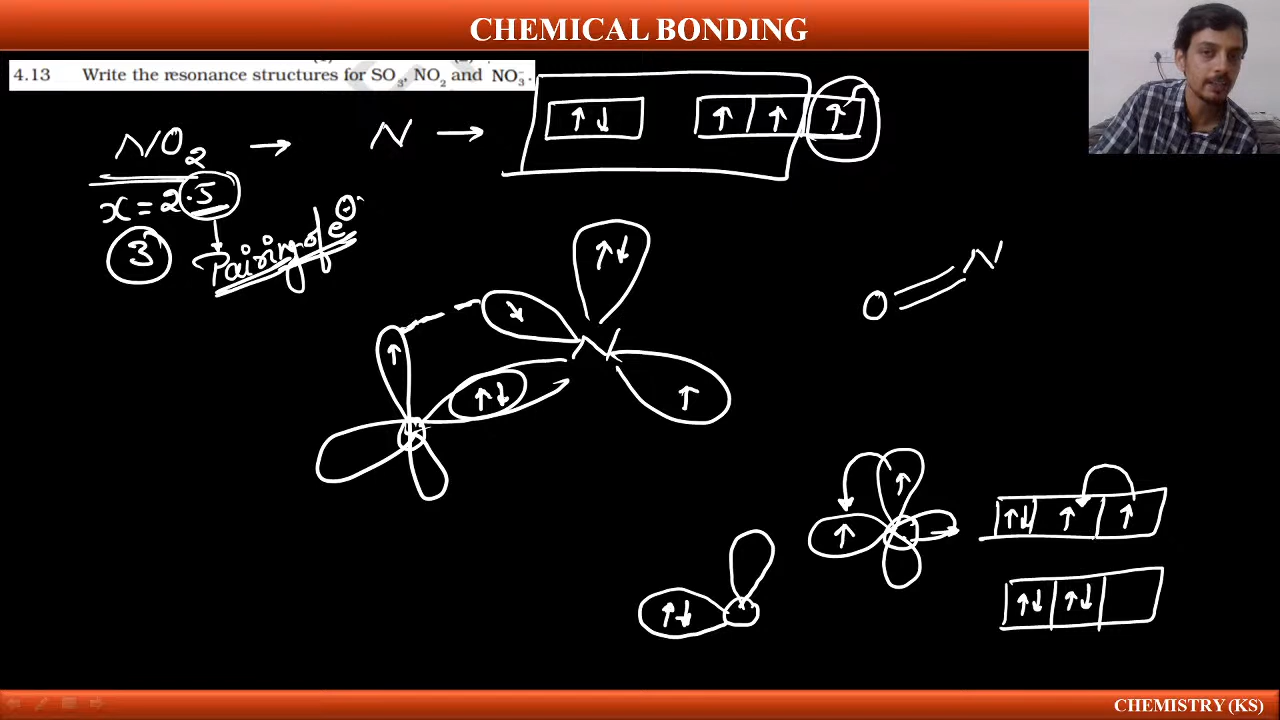 CHEMICAL BONDING
4.13 Write the resonance structures for SO₃, NO₂ and NO₃⁻.
NO₂ → N → ↑↓ ↑ ↑ ↑
x = 2.5
3 Pairing of e⊖
↑↓
O = N
↓
↑
↑↓ N ↑
↑
↑ → ↑↓ ↑ ↑
↑↓ ↑↓ ↑↓
CHEMISTRY (KS)